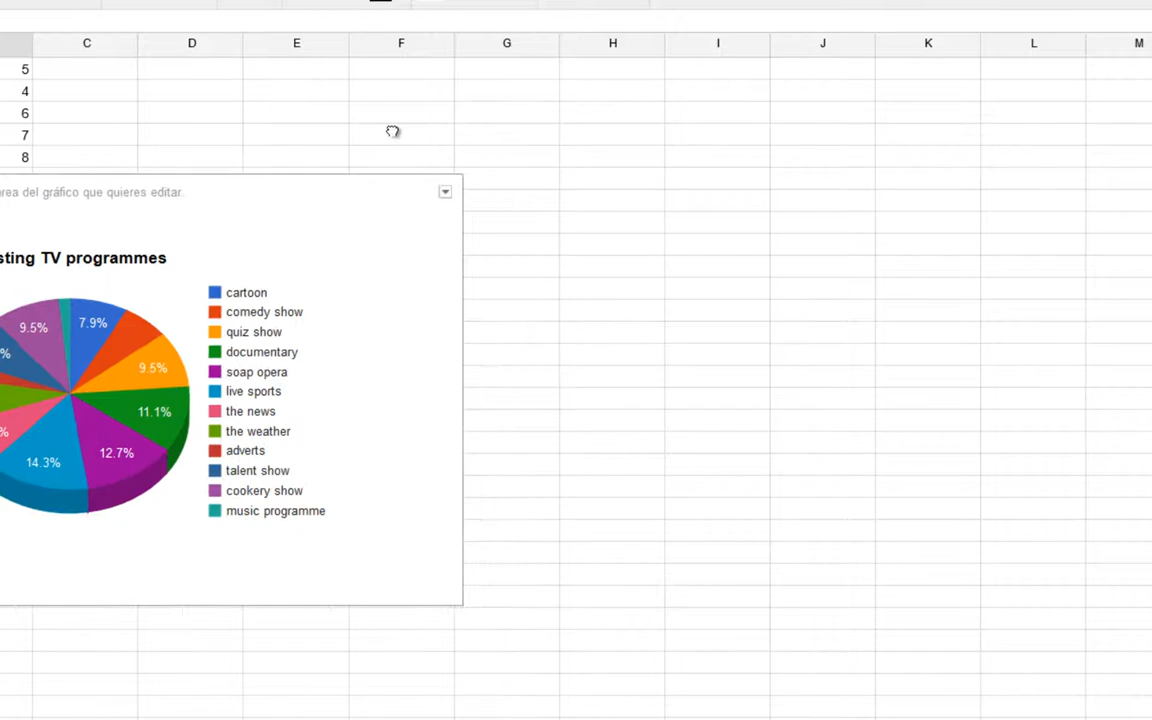 C D E F G H I J K L M
5
4
6
7
8
del gráfico que quieres editar.
TV programmes
cartoon
comedy show
quiz show
documentary
soap opera
live sports
the news
the weather
adverts
talent show
cookery show
music programme
7.9%
9.5%
9.5%
11.1%
12.7%
14.3%